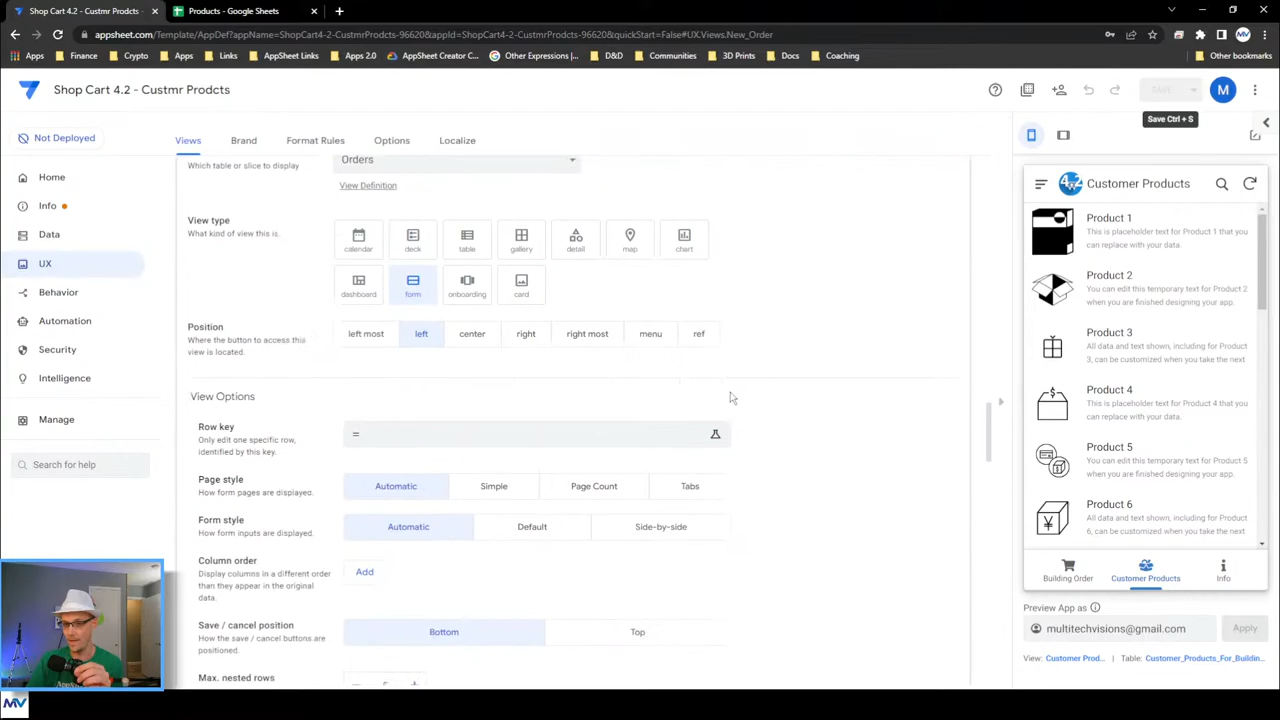 Shop Cart 4.2 - Custmr Prodcts -
Products - Google Sheets
appsheet.com/Template/AppDef?appName=ShopCart4-2-CustmrProdcts-96620&appId=ShopCart4-2-CustmrProdcts-96620&quickStart=False#UX.Views.New_Order
Apps
Finance
Crypto
Apps
Links
AppSheet Links
Apps 2.0
AppSheet Creator C...
Other Expressions |...
D&D
Communities
3D Prints
Docs
Coaching
Other bookmarks
Shop Cart 4.2 - Custmr Prodcts
SAVE
M
Save Ctrl + S
Not Deployed
Views
Brand
Format Rules
Options
Localize
Home
Info
Data
UX
Behavior
Automation
Security
Intelligence
Manage
Search for help
Which table or slice to display
Orders
View Definition
View type
What kind of view this is.
calendar
deck
table
gallery
detail
map
chart
dashboard
form
onboarding
card
Position
Where the button to access this
view is located.
left most
left
center
right
right most
menu
ref
View Options
Row key
Only edit one specific row,
identified by this key.
=
Page style
How form pages are displayed.
Automatic
Simple
Page Count
Tabs
Form style
How form inputs are displayed.
Automatic
Default
Side-by-side
Column order
Display columns in a different order
than they appear in the original
data.
Add
Save / cancel position
How the save / cancel buttons are
positioned.
Bottom
Top
Max. nested rows
4.2
Customer Products
Product 1
This is placeholder text for Product 1 that you
can replace with your data.
Product 2
You can edit this temporary text for Product 2
when you are finished designing your app.
Product 3
All data and text shown, including for Product
3, can be customized when you take the next
Product 4
This is placeholder text for Product 4 that you
can replace with your data.
Product 5
You can edit this temporary text for Product 5
when you are finished designing your app.
Product 6
All data and text shown, including for Product
6, can be customized when you take the next
Building Order
Customer Products
Info
Preview App as
multitechvisions@gmail.com
Apply
View: Customer Prod... | Table: Customer_Products_For_Buildin...
MV